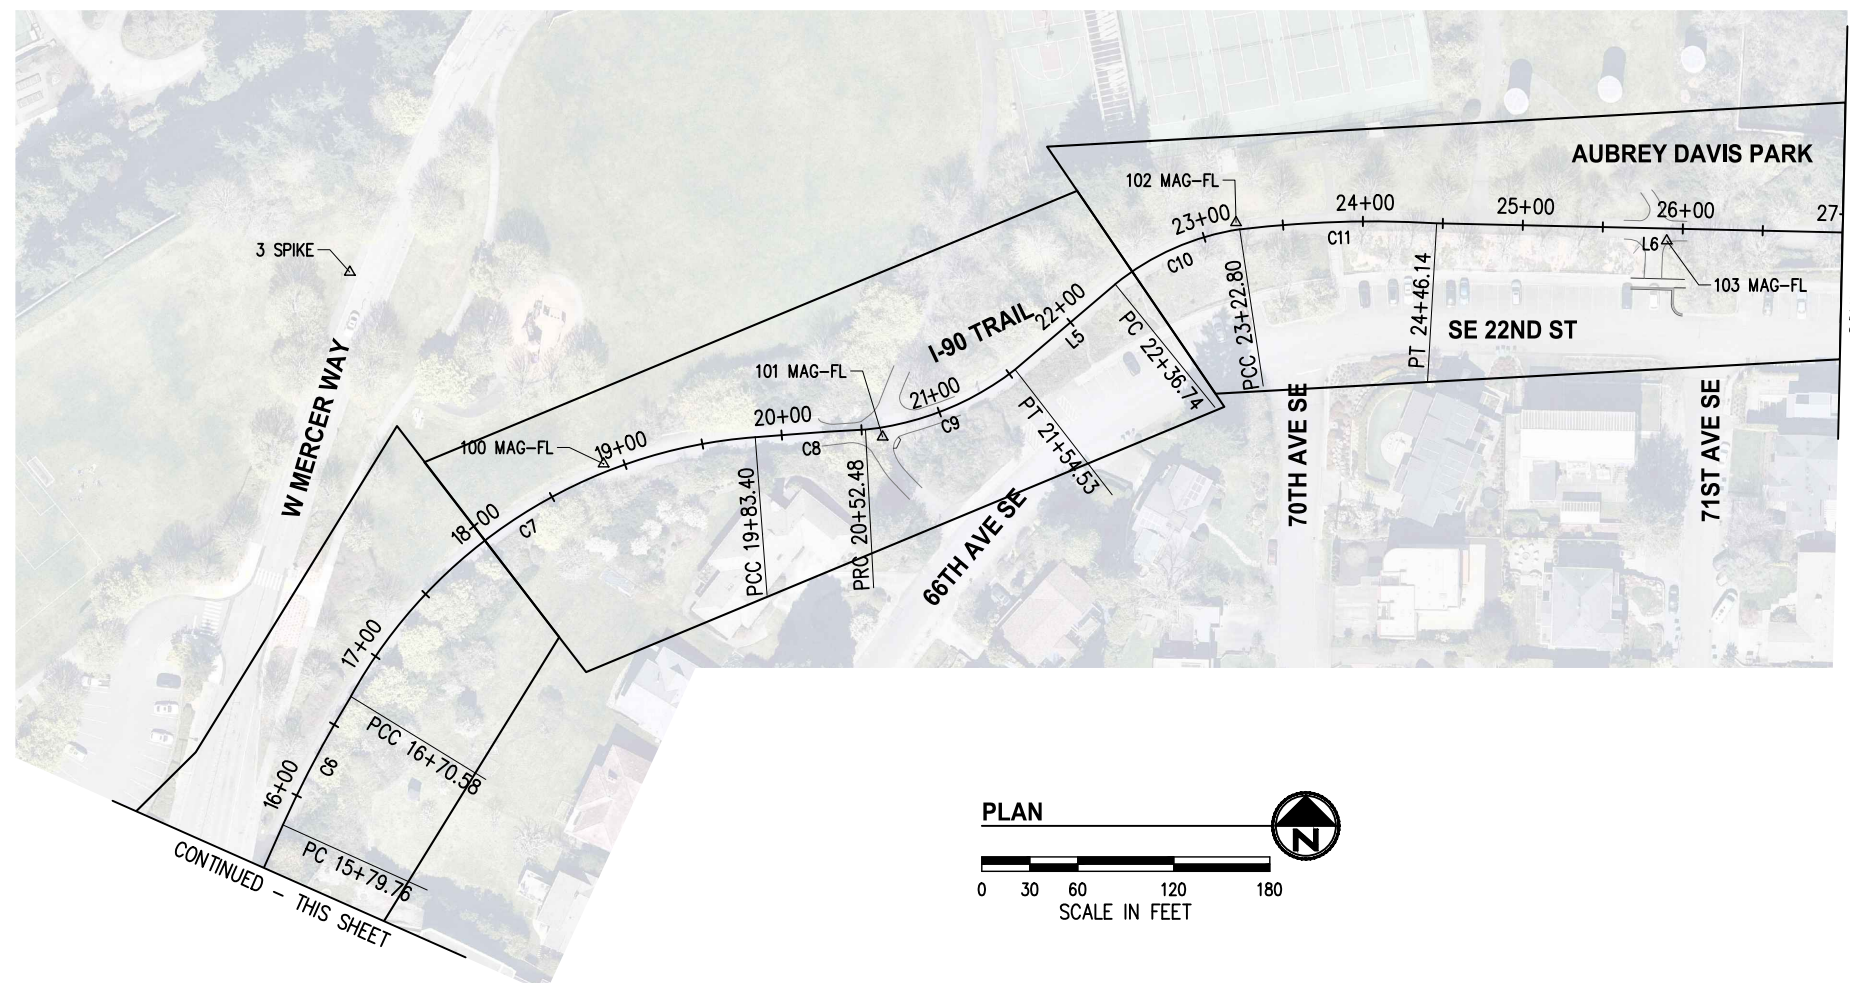 AUBREY DAVIS PARK
102 MAG-FL
24+00
25+00
26+00
27
23+00
C11
L6
C10
3 SPIKE
103 MAG-FL
22+00
I-90 TRAIL
L5
PC 22+36.74
PCC 23+22.80
PT 24+46.14
SE 22ND ST
W MERCER WAY
101 MAG-FL
21+00
20+00
C9
C8
PT 21+54.53
70TH AVE SE
71ST AVE SE
100 MAG-FL
19+00
18+00
C7
PCC 19+83.40
PRC 20+52.48
66TH AVE SE
17+00
PCC 16+70.58
16+00
C6
PC 15+79.76
CONTINUED - THIS SHEET
PLAN
N
0 30 60 120 180
SCALE IN FEET